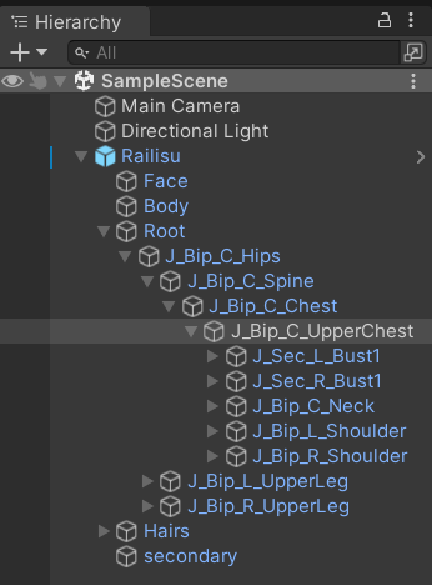 Hierarchy
All
SampleScene
Main Camera
Directional Light
Railisu
Face
Body
Root
J_Bip_C_Hips
J_Bip_C_Spine
J_Bip_C_Chest
J_Bip_C_UpperChest
J_Sec_L_Bust1
J_Sec_R_Bust1
J_Bip_C_Neck
J_Bip_L_Shoulder
J_Bip_R_Shoulder
J_Bip_L_UpperLeg
J_Bip_R_UpperLeg
Hairs
secondary